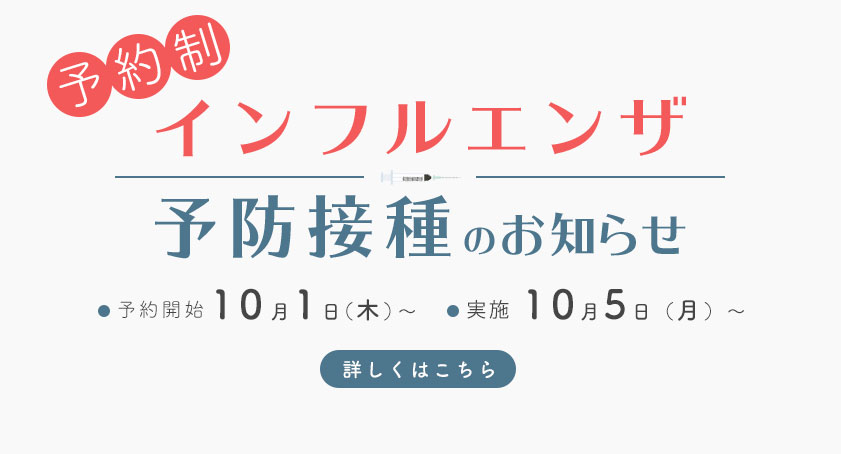 予約制
インフルエンザ
予防接種のお知らせ
●予約開始 10月1日(木)～ ●実施 10月5日(月)～
詳しくはこちら